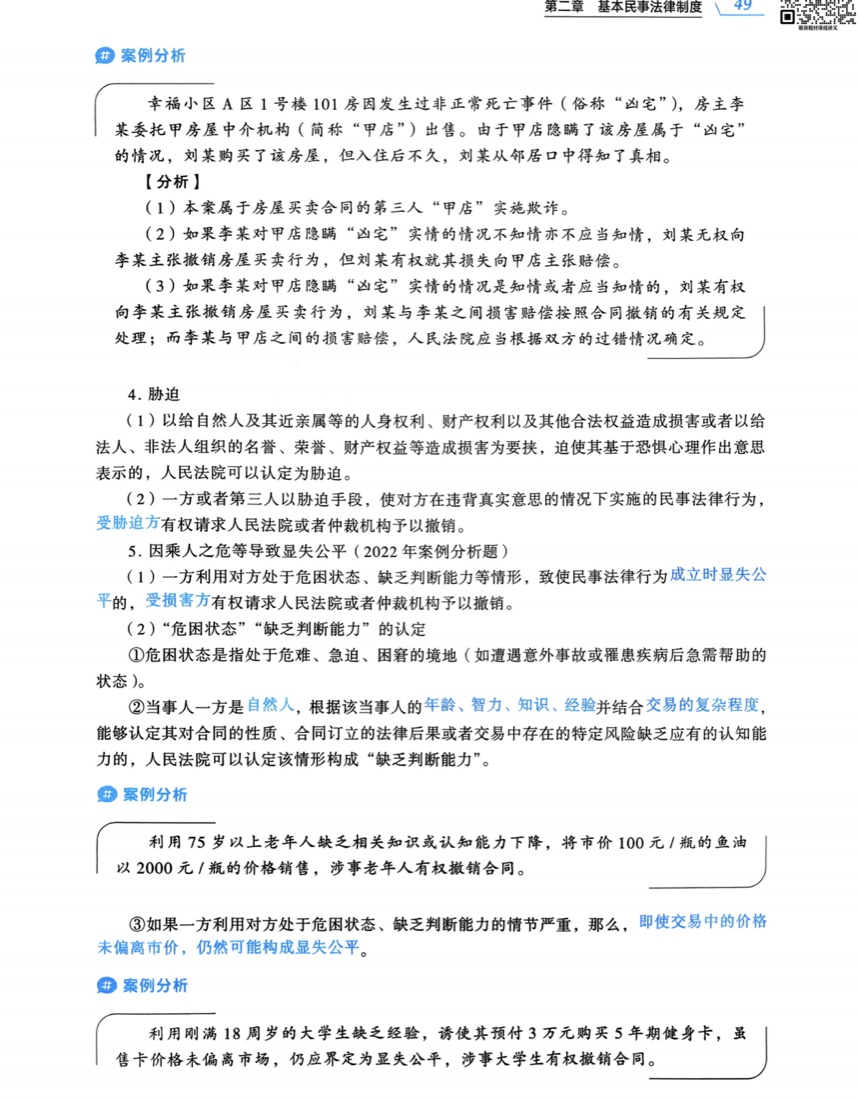 第二章 基本民事法律制度 49
案例分析
幸福小区 A 区 1 号楼 101 房因发生过非正常死亡事件（俗称“凶宅”），房主李
某委托甲房屋中介机构（简称“甲店”）出售。由于甲店隐瞒了该房屋属于“凶宅”
的情况，刘某购买了该房屋，但入住后不久，刘某从邻居口中得知了真相。
【分析】
（1）本案属于房屋买卖合同的第三人“甲店”实施欺诈。
（2）如果李某对甲店隐瞒“凶宅”实情的情况不知情亦不应当知情，刘某无权向
李某主张撤销房屋买卖行为，但刘某有权就其损失向甲店主张赔偿。
（3）如果李某对甲店隐瞒“凶宅”实情的情况是知情或者应当知情的，刘某有权
向李某主张撤销房屋买卖行为，刘某与李某之间损害赔偿按照合同撤销的有关规定
处理；而李某与甲店之间的损害赔偿，人民法院应当根据双方的过错情况确定。
4. 胁迫
（1）以给自然人及其近亲属等的人身权利、财产权利以及其他合法权益造成损害或者以给
法人、非法人组织的名誉、荣誉、财产权益等造成损害为要挟，迫使其基于恐惧心理作出意思
表示的，人民法院可以认定为胁迫。
（2）一方或者第三人以胁迫手段，使对方在违背真实意思的情况下实施的民事法律行为，
受胁迫方有权请求人民法院或者仲裁机构予以撤销。
5. 因乘人之危等导致显失公平（2022 年案例分析题）
（1）一方利用对方处于危困状态、缺乏判断能力等情形，致使民事法律行为成立时显失公
平的，受损害方有权请求人民法院或者仲裁机构予以撤销。
（2）“危困状态”“缺乏判断能力”的认定
①危困状态是指处于危难、急迫、困窘的境地（如遭遇意外事故或罹患疾病后急需帮助的
状态）。
②当事人一方是自然人，根据该当事人的年龄、智力、知识、经验并结合交易的复杂程度，
能够认定其对合同的性质、合同订立的法律后果或者交易中存在的特定风险缺乏应有的认知能
力的，人民法院可以认定该情形构成“缺乏判断能力”。
案例分析
利用 75 岁以上老年人缺乏相关知识或认知能力下降，将市价 100 元 / 瓶的鱼油
以 2000 元 / 瓶的价格销售，涉事老年人有权撤销合同。
③如果一方利用对方处于危困状态、缺乏判断能力的情节严重，那么，即使交易中的价格
未偏离市价，仍然可能构成显失公平。
案例分析
利用刚满 18 周岁的大学生缺乏经验，诱使其预付 3 万元购买 5 年期健身卡，虽
售卡价格未偏离市场，仍应界定为显失公平，涉事大学生有权撤销合同。